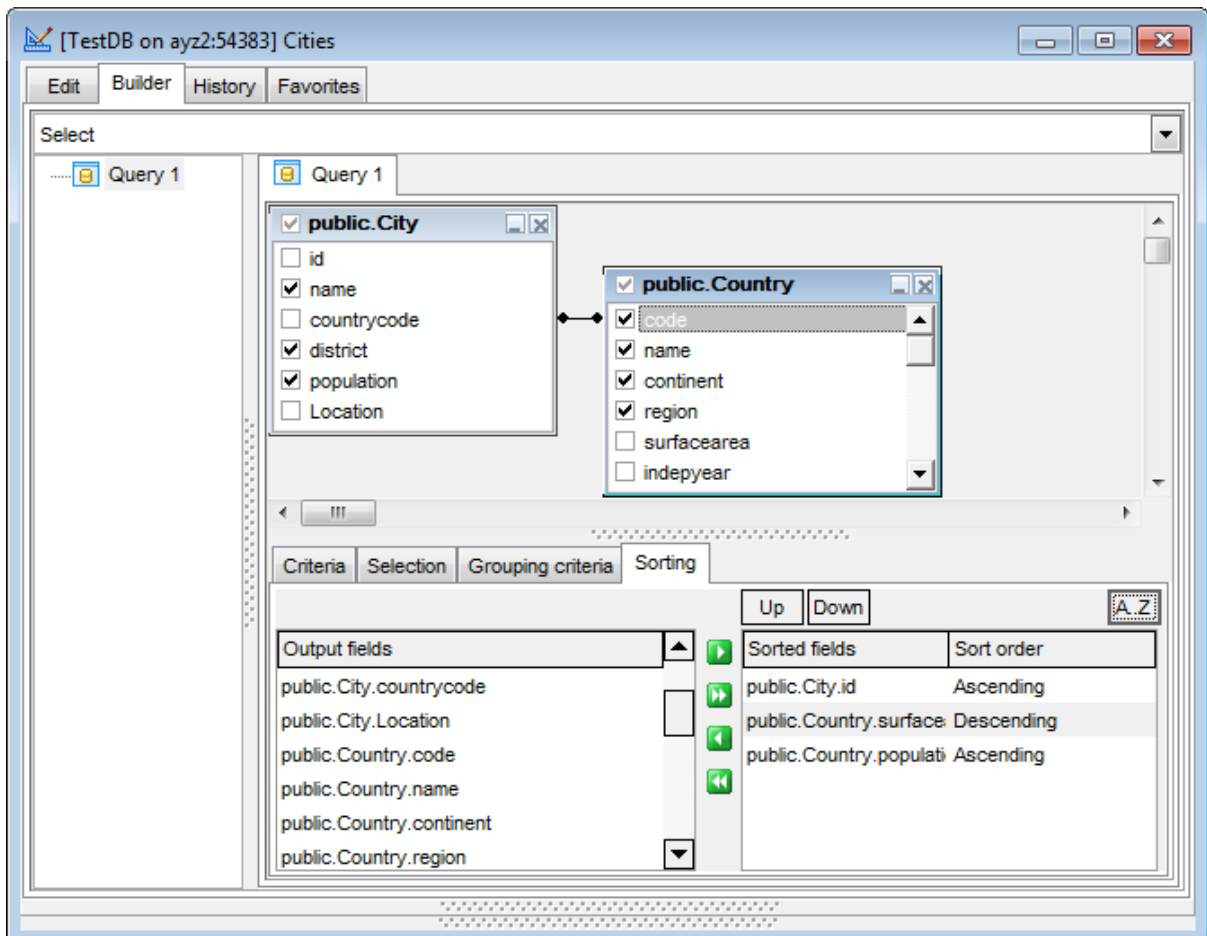 [TestDB on ayz2:54383] Cities
Edit Builder History Favorites
Select
Query 1
Query 1
public.City
id
name
countrycode
district
population
Location
public.Country
code
name
continent
region
surfacearea
indepyear
Criteria Selection Grouping criteria Sorting
Up Down A..Z
Output fields
public.City.countrycode
public.City.Location
public.Country.code
public.Country.name
public.Country.continent
public.Country.region
Sorted fields Sort order
public.City.id Ascending
public.Country.surface Descending
public.Country.populati Ascending